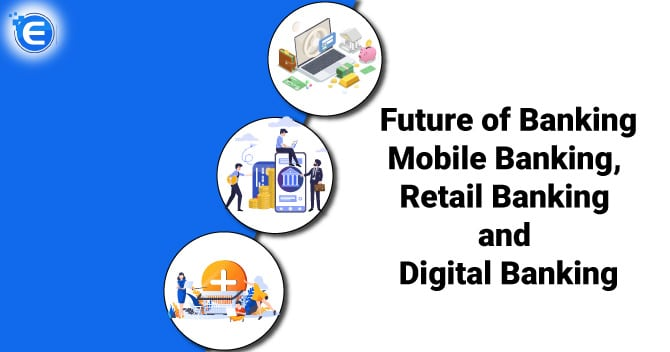 E
Future of Banking
Mobile Banking,
Retail Banking
and
Digital Banking